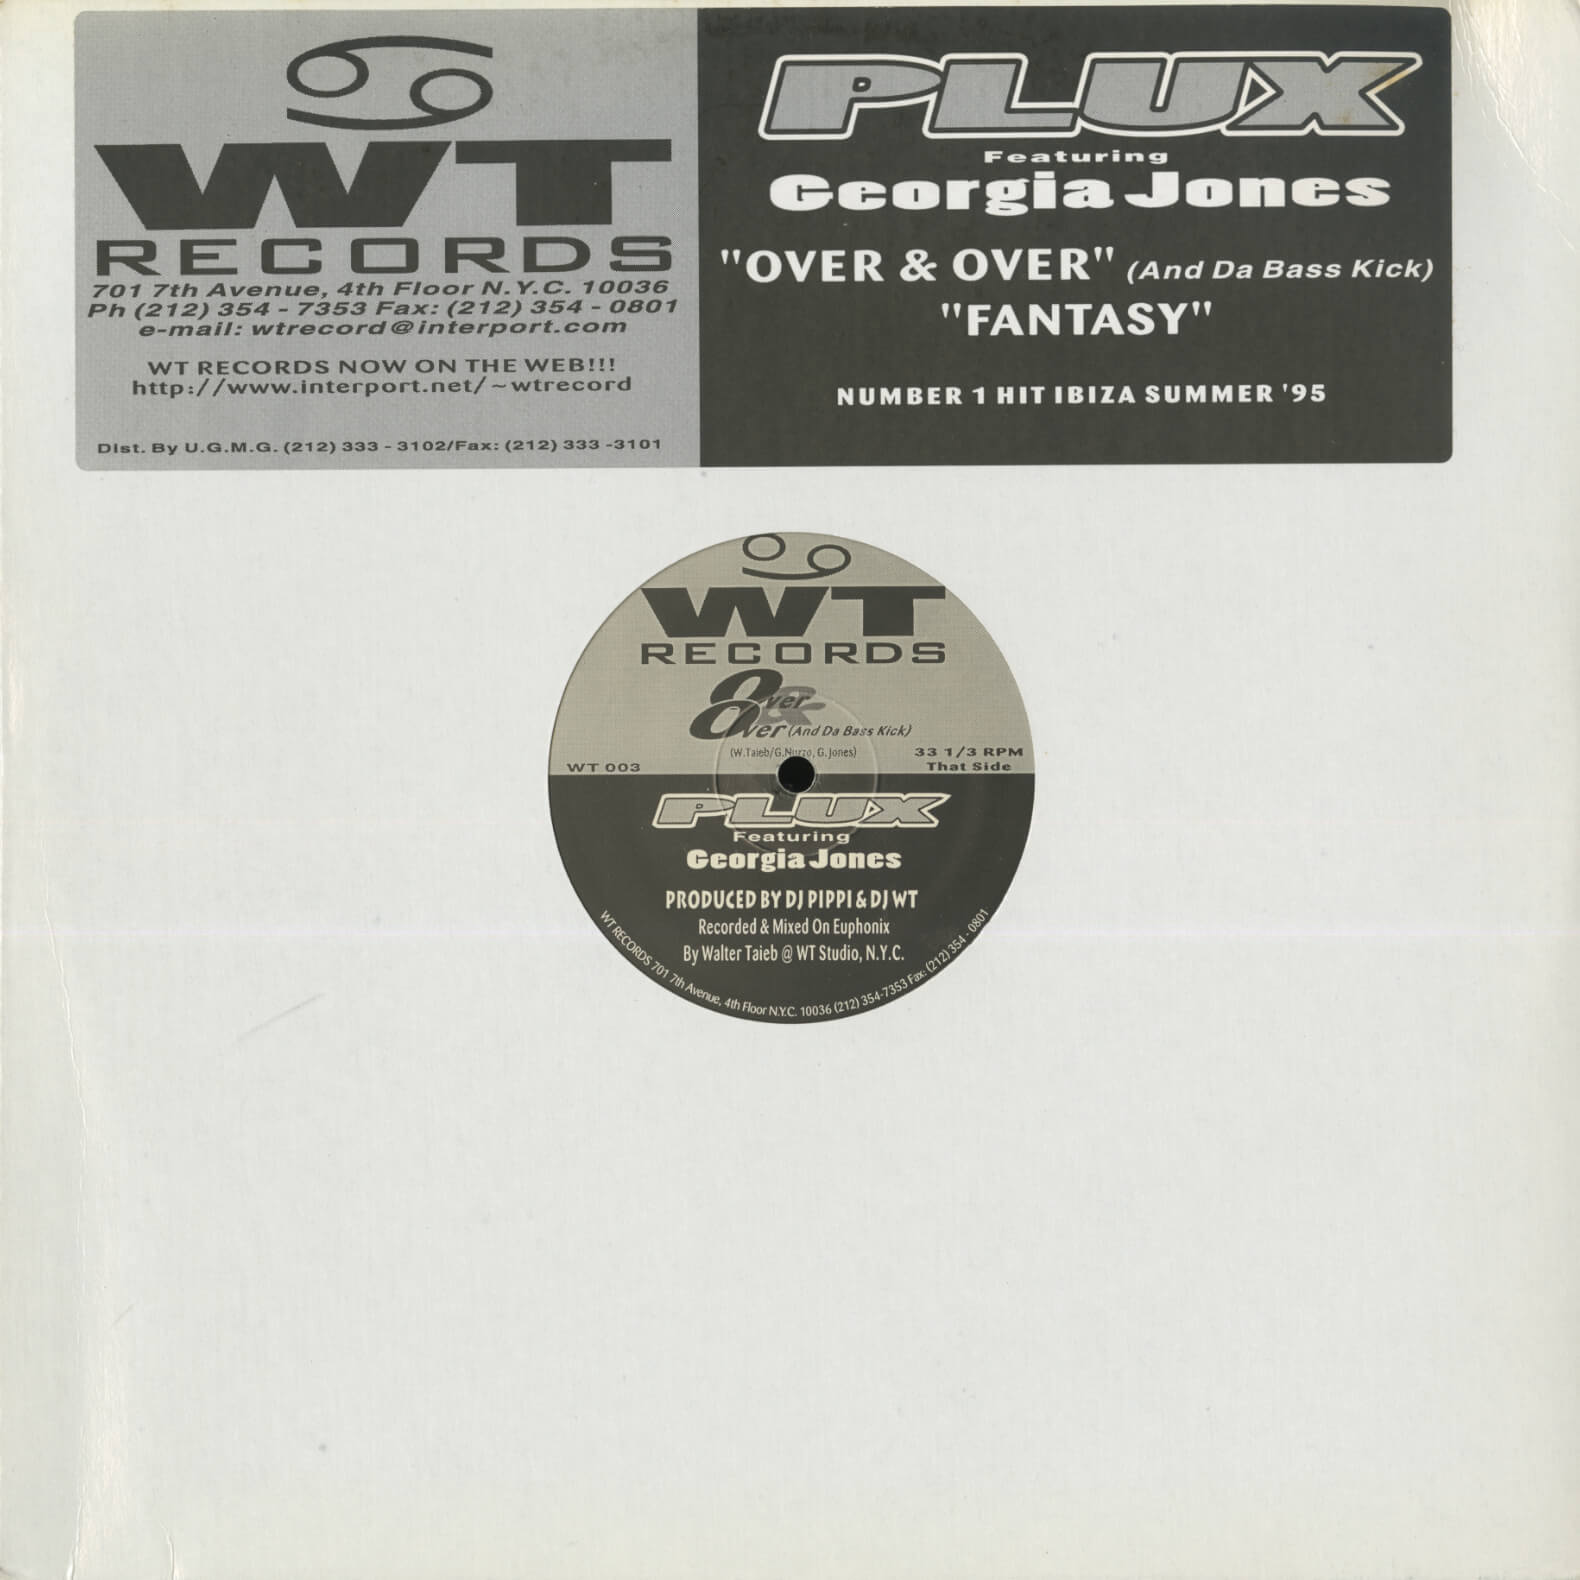 WT
RECORDS
701 7th Avenue, 4th Floor N.Y.C. 10036
Ph (212) 354 - 7353 Fax: (212) 354 - 0801
e-mail: wtrecord@interport.com
WT RECORDS NOW ON THE WEB!!!
http://www.interport.net/~wtrecord
Dist. By U.G.M.G. (212) 333 - 3102/Fax: (212) 333 -3101
PLUX
Featuring
Georgia Jones
"OVER & OVER" (And Da Bass Kick)
"FANTASY"
NUMBER 1 HIT IBIZA SUMMER '95
WT
RECORDS
Over &
Over (And Da Bass Kick)
(W.Taieb/G.Nuzzo, G. Jones)
WT 003
33 1/3 RPM
That Side
PLUX
Featuring
Georgia Jones
PRODUCED BY DJ PIPPI & DJ WT
Recorded & Mixed On Euphonix
By Walter Taieb @ WT Studio, N.Y.C.
WT RECORDS 701 7th Avenue, 4th Floor N.Y.C. 10036 (212) 354-7353 Fax: (212) 354 - 0801